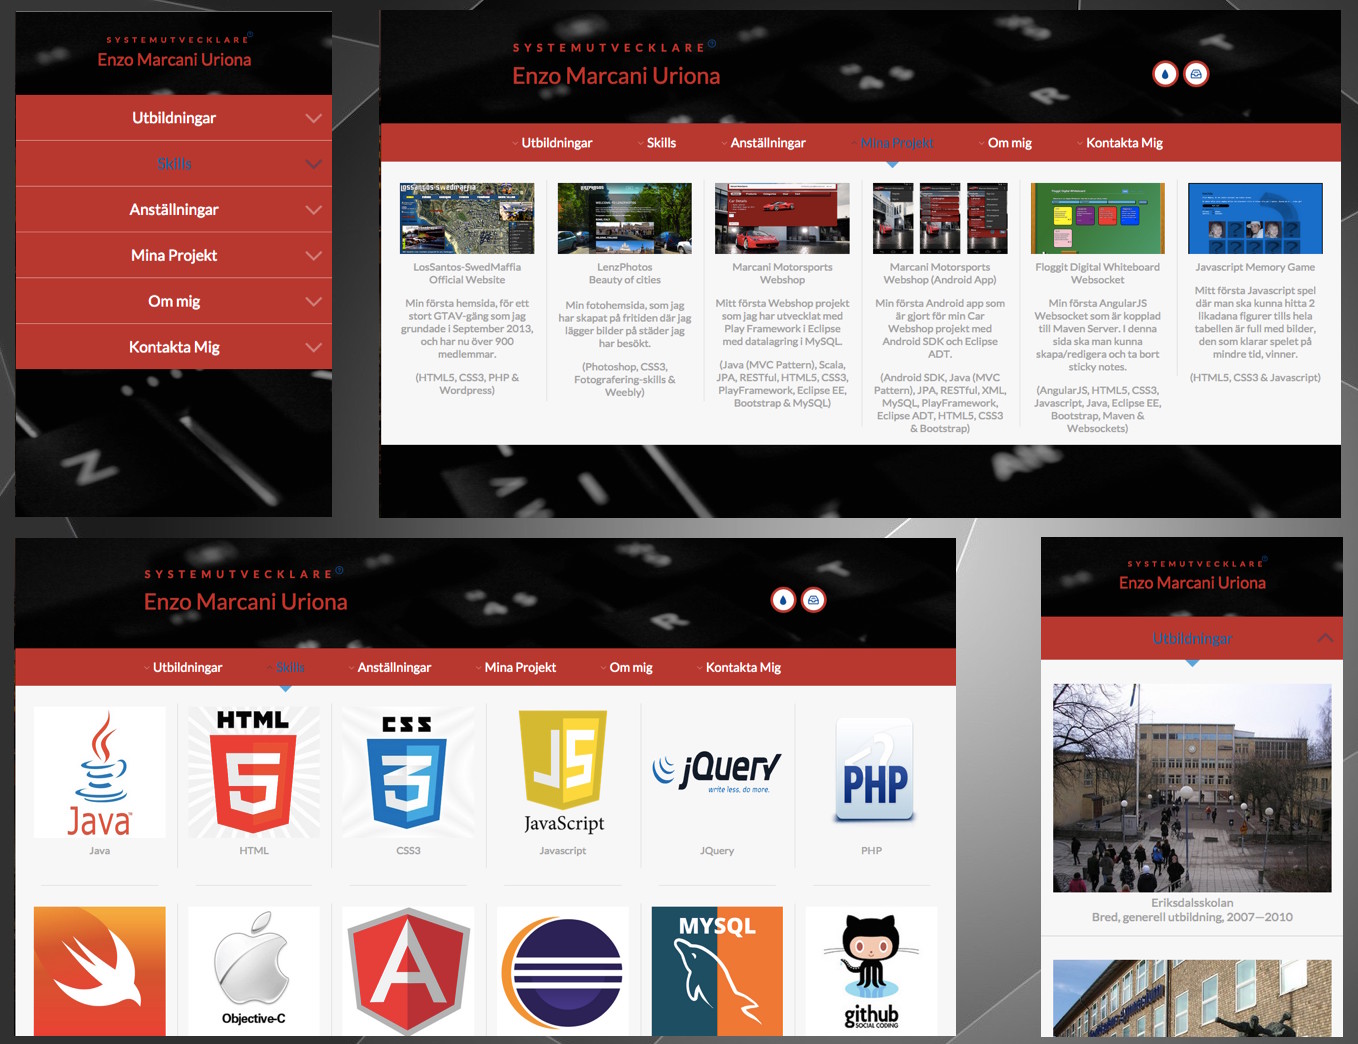 SYSTEMUTVECKLARE
Enzo Marcani Uriona
Utbildningar
Skills
Anställningar
Mina Projekt
Om mig
Kontakta Mig
SYSTEMUTVECKLARE
Enzo Marcani Uriona
Utbildningar Skills Anställningar Mina Projekt Om mig Kontakta Mig
LosSantos-SwedMaffia
Official Website
Min första hemsida, för ett
stort GTAV-gäng som jag
grundade i September 2013,
och har nu över 900
medlemmar.
(HTML5, CSS3, PHP &
Wordpress)
LenzPhotos
Beauty of cities
Min fotohemsida, som jag
har skapat på fritiden där jag
lägger bilder på städer jag
har besökt.
(Photoshop, CSS3,
Fotografering-skills &
Weebly)
Marcani Motorsports
Webshop
Mitt första Webshop projekt
som jag har utvecklat med
Play Framework i Eclipse
med datalagring i MySQL.
(Java (MVC Pattern), Scala,
JPA, RESTful, HTML5, CSS3,
PlayFramework, Eclipse EE,
Bootstrap & MySQL)
Marcani Motorsports
Webshop (Android App)
Min första Android app som
är gjort för min Car
Webshop projekt med
Android SDK och Eclipse
ADT.
(Android SDK, Java (MVC
Pattern), JPA, RESTful, XML,
MySQL, PlayFramework,
Eclipse ADT, HTML5, CSS3
& Bootstrap)
Floggit Digital Whiteboard
Websocket
Min första AngularJS
Websocket som är kopplad
till Maven Server. I denna
sida ska man kunna
skapa/redigera och ta bort
sticky notes.
(AngularJS, HTML5, CSS3,
Javascript, Java, Eclipse EE,
Bootstrap, Maven &
Websockets)
Javascript Memory Game
Mitt första Javascript spel
där man ska kunna hitta 2
likadana figurer tills hela
tabellen är full med bilder,
den som klarar spelet på
mindre tid, vinner.
(HTML5, CSS3 & Javascript)
SYSTEMUTVECKLARE
Enzo Marcani Uriona
Utbildningar Skills Anställningar Mina Projekt Om mig Kontakta Mig
Java
Java
HTML
5
HTML
CSS
3
CSS3
JS
JavaScript
Javascript
jQuery
write less, do more.
JQuery
PHP
PHP
Objective-C
A
MYSQL
github
SOCIAL CODING
SYSTEMUTVECKLARE
Enzo Marcani Uriona
Utbildningar
Eriksdalsskolan
Bred, generell utbildning, 2007—2010